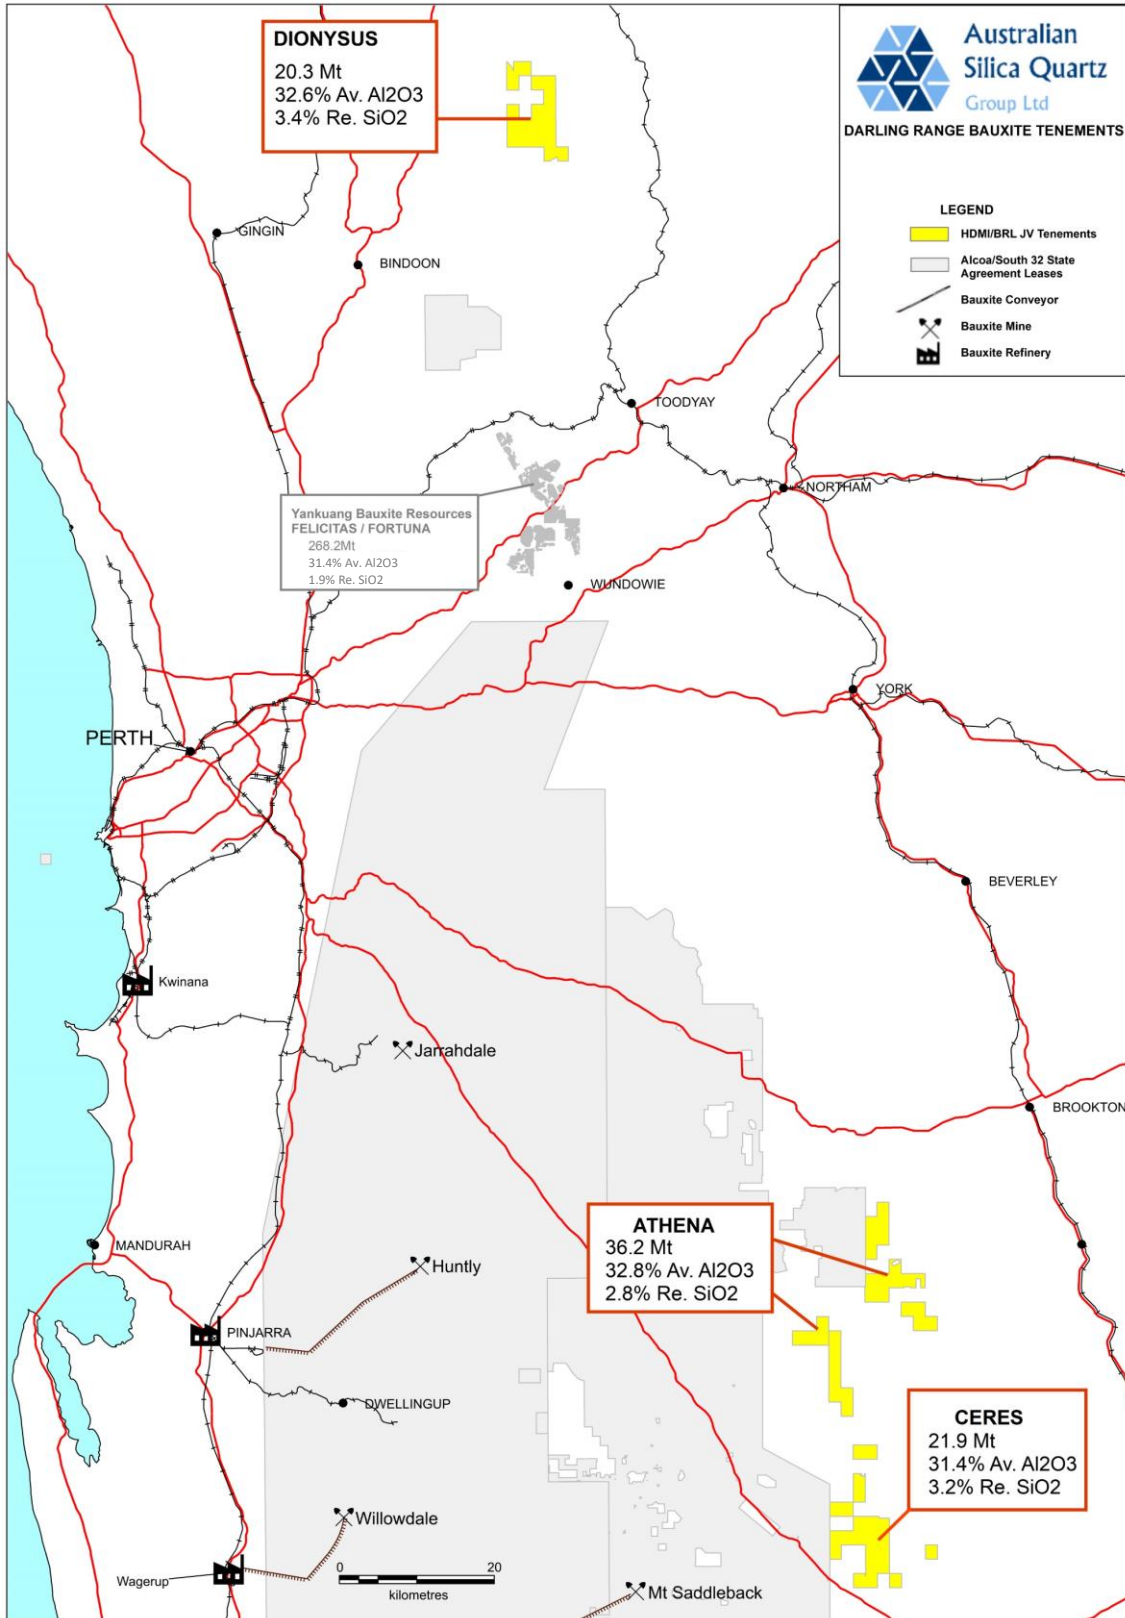 DIONYSUS
20.3 Mt
32.6% Av. Al2O3
3.4% Re. SiO2
Australian
Silica Quartz
Group Ltd
DARLING RANGE BAUXITE TENEMENTS
LEGEND
HDMI/BRL JV Tenements
Alcoa/South 32 State
Agreement Leases
Bauxite Conveyor
Bauxite Mine
Bauxite Refinery
GINGIN
BINDOON
TOODYAY
NORTHAM
Yankuang Bauxite Resources
FELICITAS / FORTUNA
268.2Mt
31.4% Av. Al2O3
1.9% Re. SiO2
WUNDOWIE
YORK
PERTH
BEVERLEY
Kwinana
Jarrahdale
BROOKTON
ATHENA
36.2 Mt
32.8% Av. Al2O3
2.8% Re. SiO2
MANDURAH
Huntly
PINJARRA
DWELLINGUP
CERES
21.9 Mt
31.4% Av. Al2O3
3.2% Re. SiO2
Willowdale
Wagerup
0 20
kilometres
Mt Saddleback